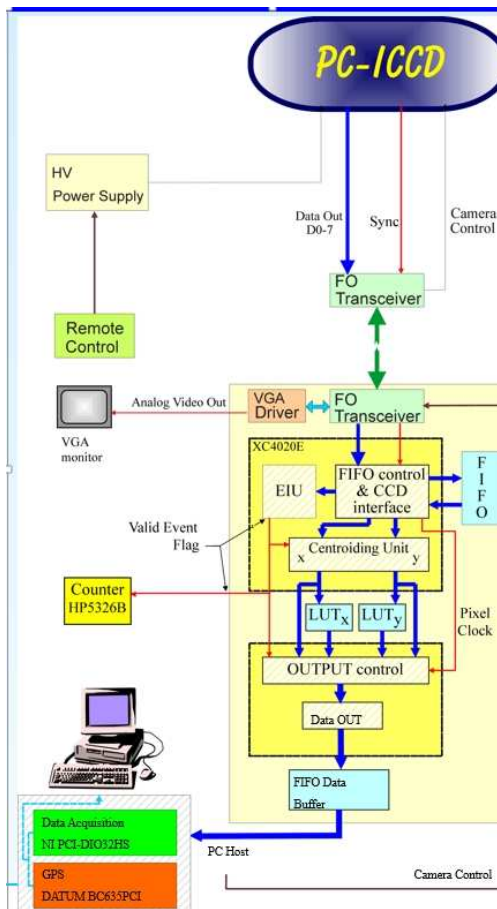 PC-ICCD
HV
Power Supply
Data Out
D0-7
Sync
Camera
Control
FO
Transceiver
Remote
Control
VGA
monitor
Analog Video Out
VGA
Driver
FO
Transceiver
XC4020E
EIU
FIFO control
& CCD
interface
F
I
F
O
Valid Event
Flag
x
Centroiding Unit
y
Counter
HP5326B
LUTx
LUTy
Pixel
Clock
OUTPUT control
Data OUT
FIFO Data
Buffer
Data Acquisition
NI PCI-DIO32HS
PC Host
GPS
DATUM BC635PCI
Camera Control